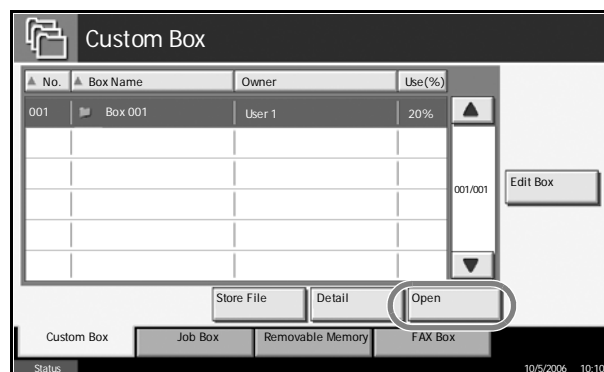 Custom Box
No. Box Name Owner Use(%)
001 Box 001 User 1 20%
001/001
Edit Box
Store File Detail Open
Custom Box Job Box Removable Memory FAX Box
Status 10/5/2006 10:10